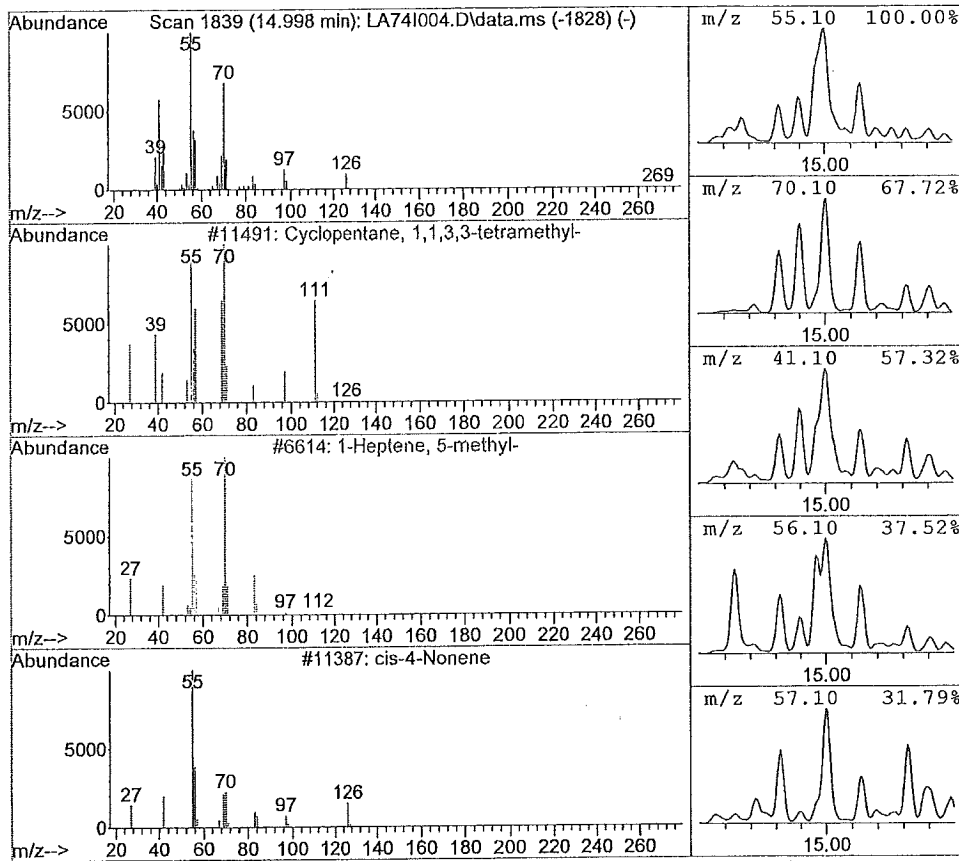 Abundance Scan 1839 (14.998 min): LA74I004.D\data.ms (-1828) (-)
55
70
5000
39
97
126
269
0
m/z--> 20 40 60 80 100 120 140 160 180 200 220 240 260
Abundance #11491: Cyclopentane, 1,1,3,3-tetramethyl-
55 70
111
5000
39
126
0
m/z--> 20 40 60 80 100 120 140 160 180 200 220 240 260
Abundance #6614: 1-Heptene, 5-methyl-
55 70
5000
27
97 112
0
m/z--> 20 40 60 80 100 120 140 160 180 200 220 240 260
Abundance #11387: cis-4-Nonene
55
5000
27
70
97
126
0
m/z--> 20 40 60 80 100 120 140 160 180 200 220 240 260
m/z 55.10 100.00%
15.00
m/z 70.10 67.72%
15.00
m/z 41.10 57.32%
15.00
m/z 56.10 37.52%
15.00
m/z 57.10 31.79%
15.00